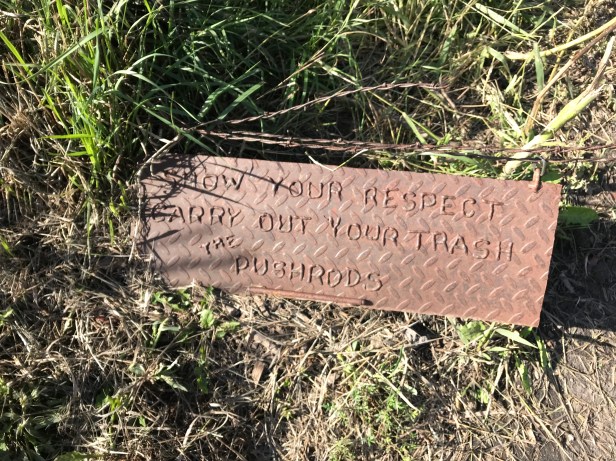 SHOW YOUR RESPECT
CARRY OUT YOUR TRASH
THE
PUSHRODS